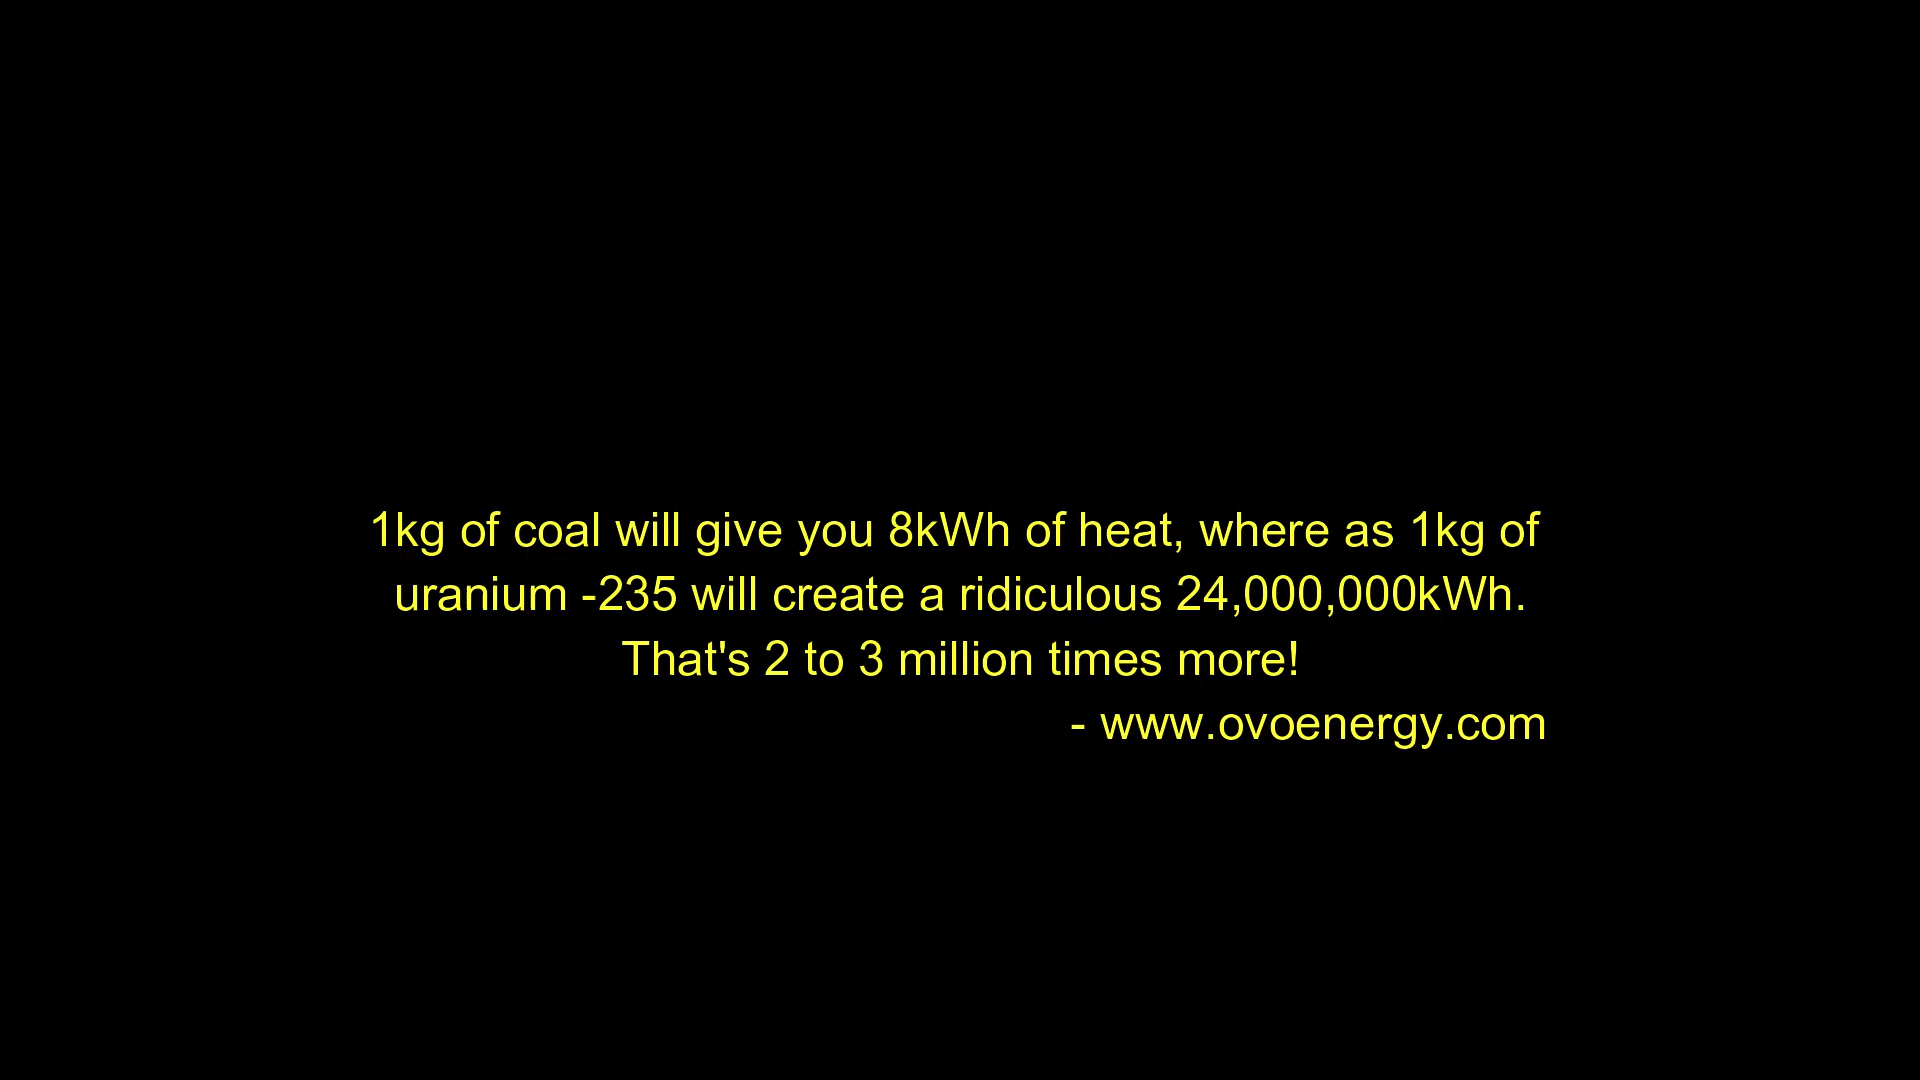 1kg of coal will give you 8kWh of heat, where as 1kg of
uranium -235 will create a ridiculous 24,000,000kWh.
That's 2 to 3 million times more!
- www.ovoenergy.com